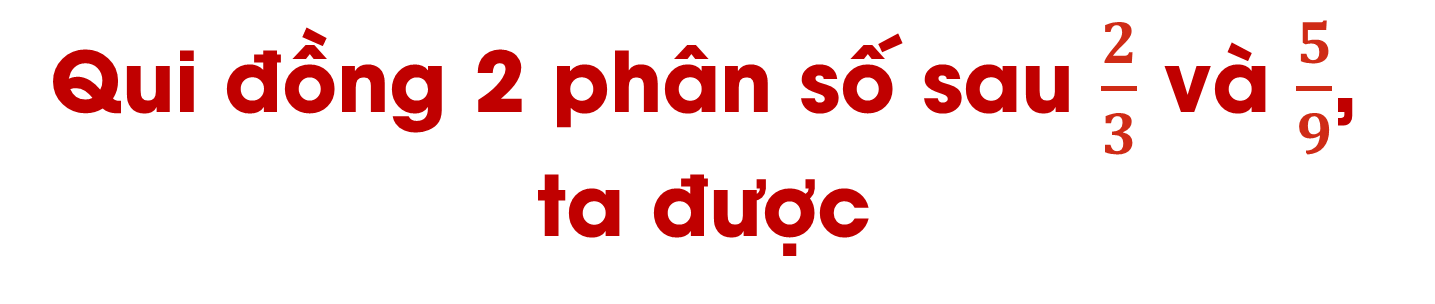 Qui đồng 2 phân số sau 2/3 và 5/9,
ta được